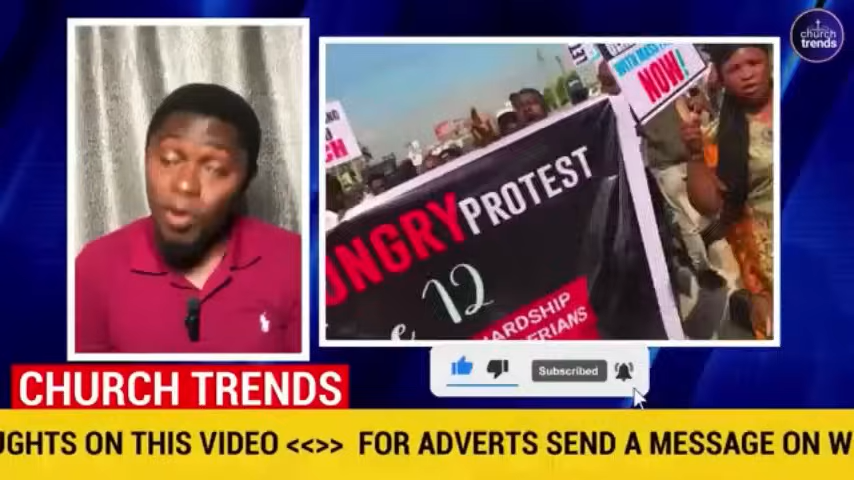 church
trends
NOW!
CH
UNGRY PROTEST
12
HARDSHIP
Subscribed
CHURCH TRENDS
UGHTS ON THIS VIDEO <<>> FOR ADVERTS SEND A MESSAGE ON W